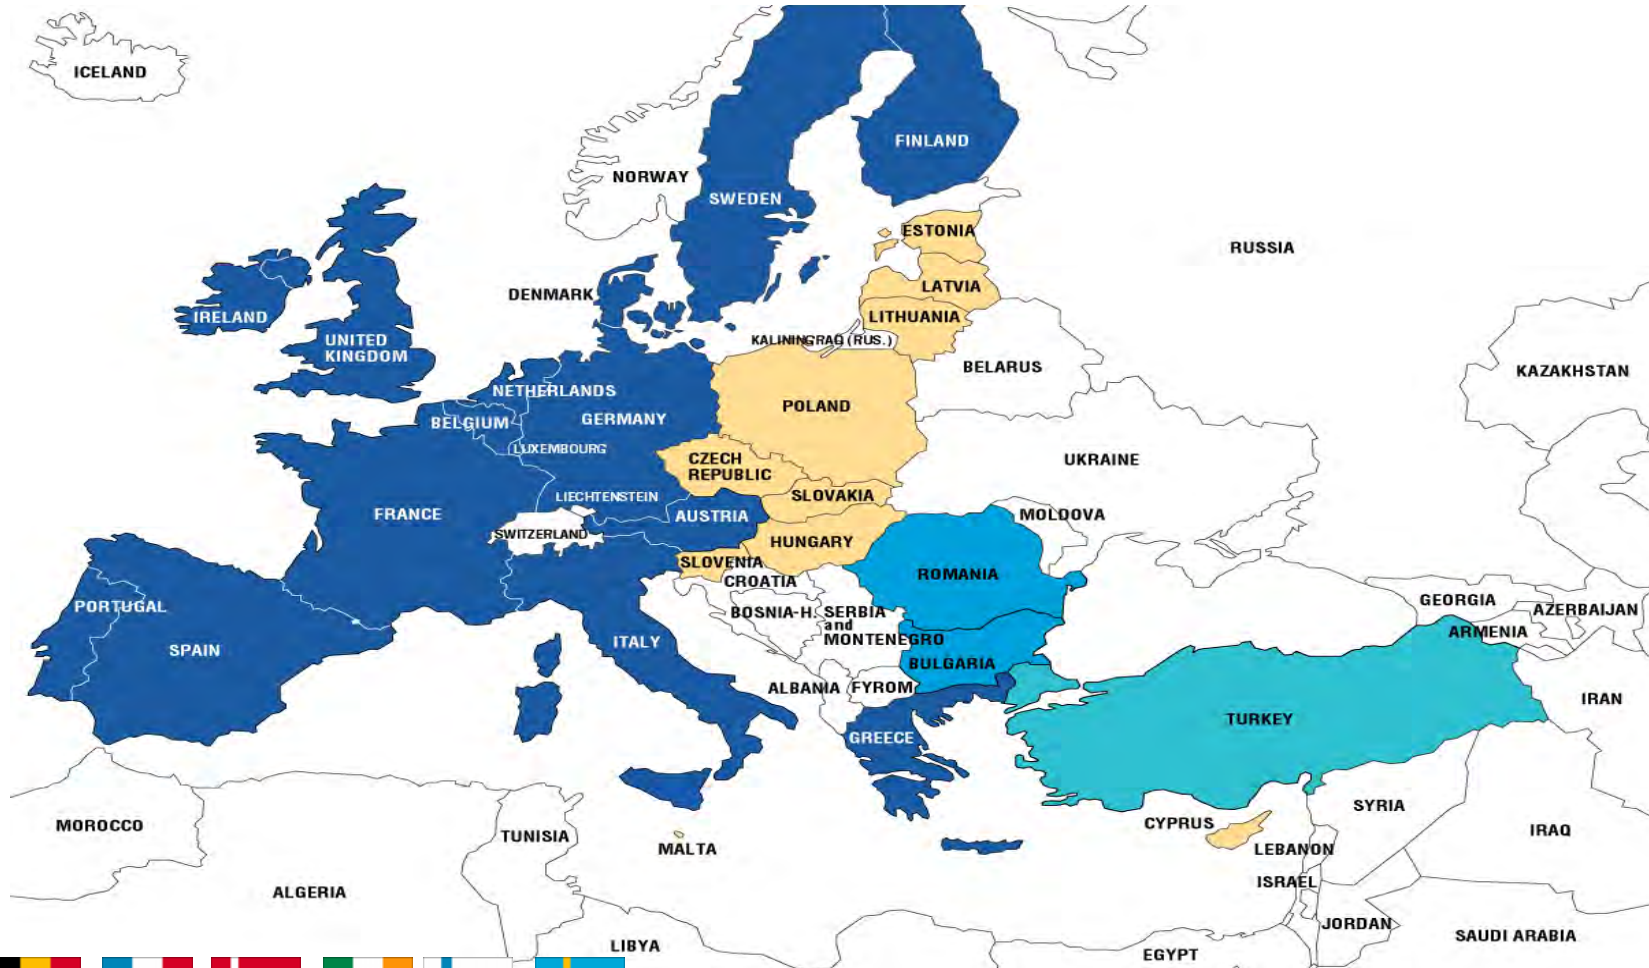 ICELAND
FINLAND
NORWAY
SWEDEN
ESTONIA
RUSSIA
LATVIA
DENMARK
IRELAND
LITHUANIA
UNITED
KINGDOM
KALININGRAD (RUS.)
BELARUS
KAZAKHSTAN
NETHERLANDS
POLAND
GERMANY
BELGIUM
LUXEMBOURG
CZECH
REPUBLIC
UKRAINE
LIECHTENSTEIN
SLOVAKIA
FRANCE
AUSTRIA
MOLDOVA
SWITZERLAND
HUNGARY
SLOVENIA
ROMANIA
CROATIA
GEORGIA
AZERBAIJAN
PORTUGAL
BOSNIA-H.
SERBIA
and
MONTENEGRO
ARMENIA
SPAIN
ITALY
BULGARIA
ALBANIA
FYROM
IRAN
TURKEY
GREECE
SYRIA
MOROCCO
CYPRUS
TUNISIA
MALTA
LEBANON
IRAQ
ISRAEL
ALGERIA
JORDAN
SAUDI ARABIA
LIBYA
EGYPT